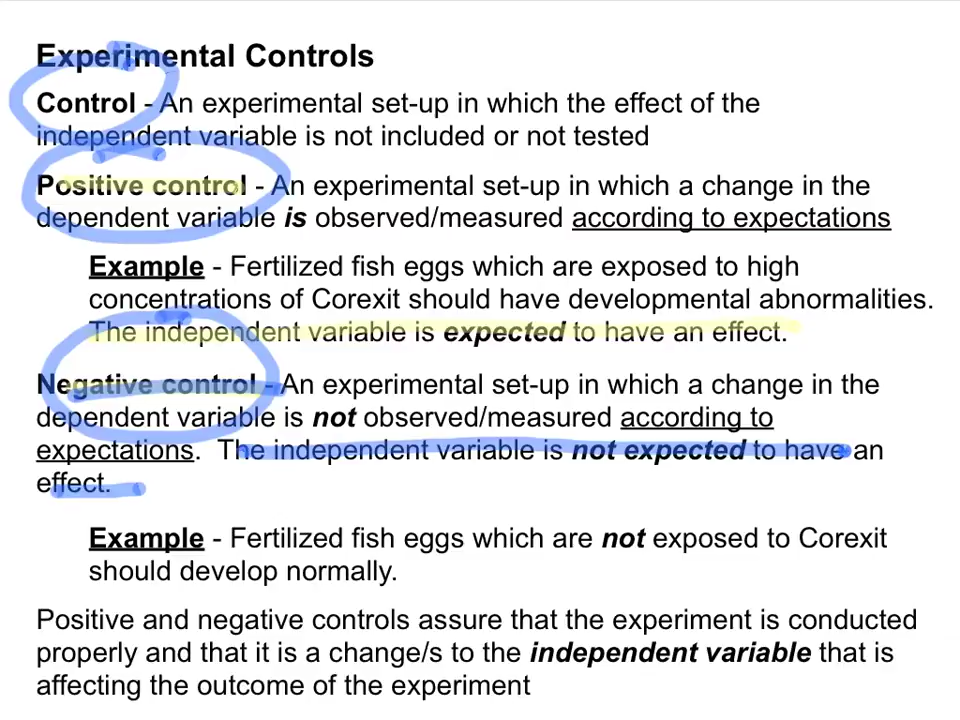 Experimental Controls
Control - An experimental set-up in which the effect of the
independent variable is not included or not tested
Positive control - An experimental set-up in which a change in the
dependent variable is observed/measured according to expectations
Example - Fertilized fish eggs which are exposed to high
concentrations of Corexit should have developmental abnormalities.
The independent variable is expected to have an effect.
Negative control - An experimental set-up in which a change in the
dependent variable is not observed/measured according to
expectations. The independent variable is not expected to have an
effect.
Example - Fertilized fish eggs which are not exposed to Corexit
should develop normally.
Positive and negative controls assure that the experiment is conducted
properly and that it is a change/s to the independent variable that is
affecting the outcome of the experiment